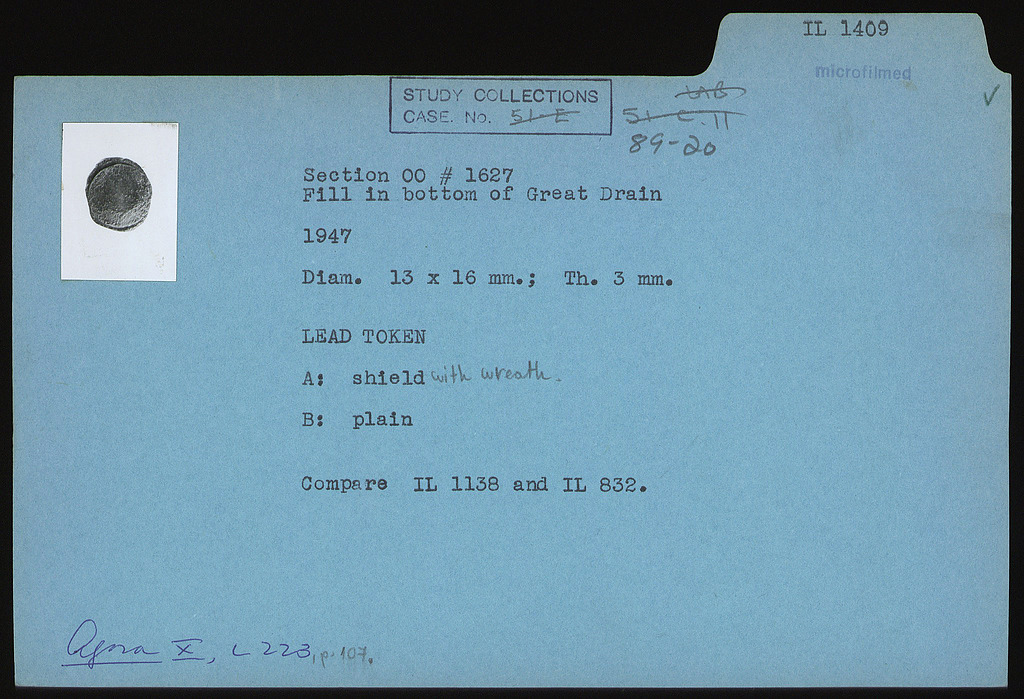 IL 1409
microfilmed
✓
STUDY COLLECTIONS
CASE. No. 51-E
LAB
51-E.11
89-20
Section OO # 1627
Fill in bottom of Great Drain
1947
Diam. 13 x 16 mm.; Th. 3 mm.
LEAD TOKEN
A: shield with wreath.
B: plain
Compare IL 1138 and IL 832.
Agora X, L 223, p. 107.